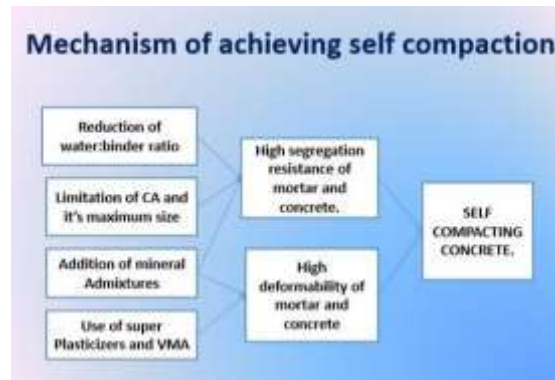 Mechanism of achieving self compaction
Reduction of
water:binder ratio
Limitation of CA and
it's maximum size
Addition of mineral
Admixtures
Use of super
Plasticizers and VMA
High segregation
resistance of
mortar and
concrete.
High
deformability of
mortar and
concrete
SELF
COMPACTING
CONCRETE.